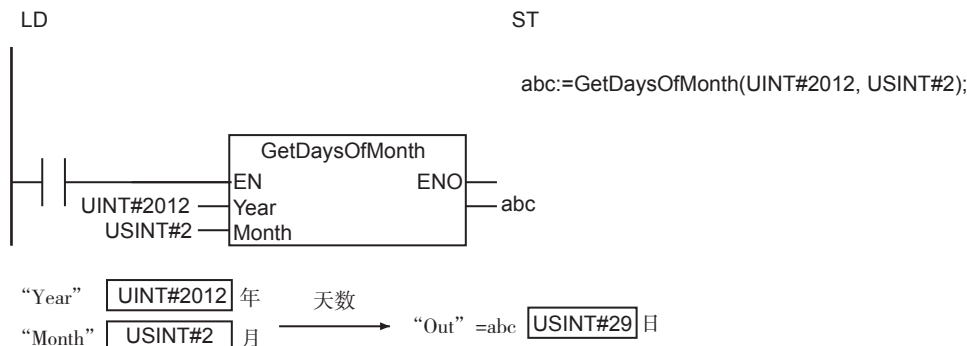 LD
ST
abc:=GetDaysOfMonth(UINT#2012, USINT#2);
GetDaysOfMonth
EN ENO
UINT#2012 Year abc
USINT#2 Month
“Year” UINT#2012 年
天数
“Out” =abc USINT#29 日
“Month” USINT#2 月